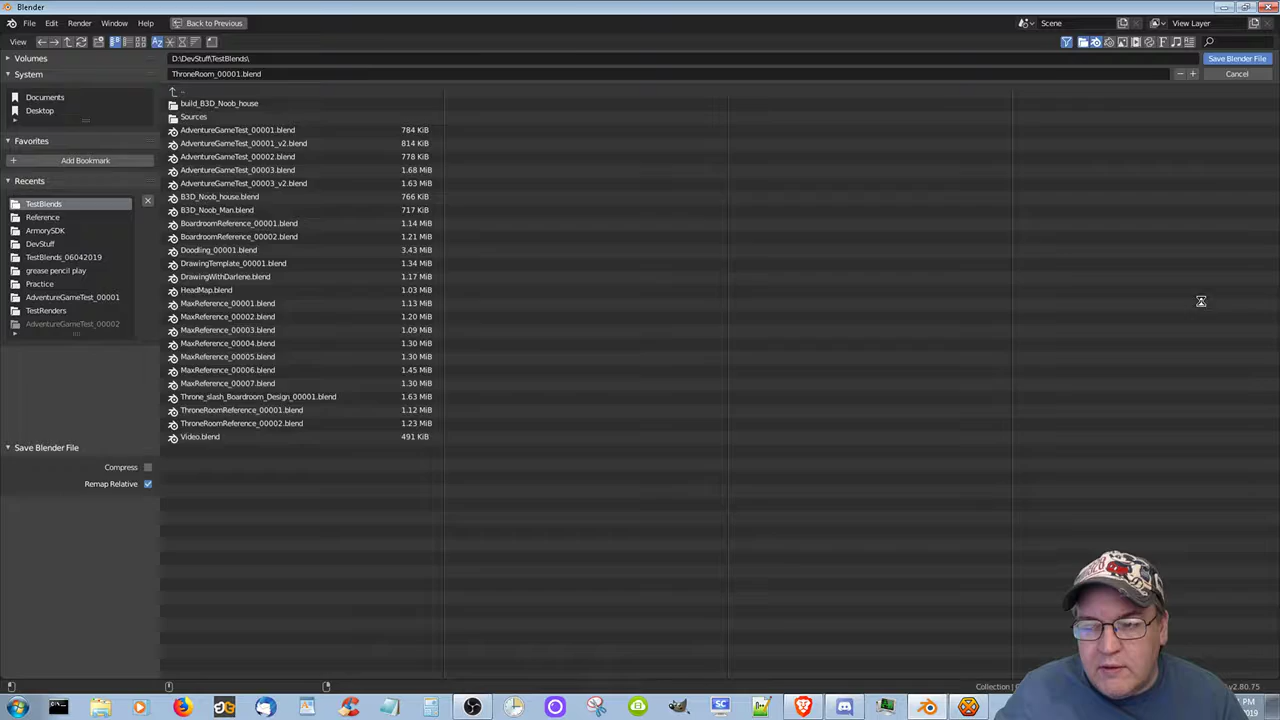 Blender
File Edit Render Window Help Back to Previous Scene View Layer
View
Volumes
System
Documents
Desktop
Favorites
Add Bookmark
Recents
TestBlends
Reference
ArmorySDK
DevStuff
TestBlends_06042019
grease pencil play
Practice
AdventureGameTest_00001
TestRenders
AdventureGameTest_00002
Save Blender File
Compress
Remap Relative
D:\DevStuff\TestBlends\ Save Blender File
ThroneRoom_00001.blend Cancel
..
build_B3D_Noob_house
Sources
AdventureGameTest_00001.blend 784 KiB
AdventureGameTest_00001_v2.blend 814 KiB
AdventureGameTest_00002.blend 778 KiB
AdventureGameTest_00003.blend 1.68 MiB
AdventureGameTest_00003_v2.blend 1.63 MiB
B3D_Noob_house.blend 766 KiB
B3D_Noob_Man.blend 717 KiB
BoardroomReference_00001.blend 1.14 MiB
BoardroomReference_00002.blend 1.21 MiB
Doodling_00001.blend 3.43 MiB
DrawingTemplate_00001.blend 1.34 MiB
DrawingWithDarlene.blend 1.17 MiB
HeadMap.blend 1.03 MiB
MaxReference_00001.blend 1.13 MiB
MaxReference_00002.blend 1.20 MiB
MaxReference_00003.blend 1.09 MiB
MaxReference_00004.blend 1.30 MiB
MaxReference_00005.blend 1.30 MiB
MaxReference_00006.blend 1.45 MiB
MaxReference_00007.blend 1.30 MiB
Throne_slash_Boardroom_Design_00001.blend 1.63 MiB
ThroneRoomReference_00001.blend 1.12 MiB
ThroneRoomReference_00002.blend 1.23 MiB
Video.blend 491 KiB
Collection | v2.80.75
PM
2019